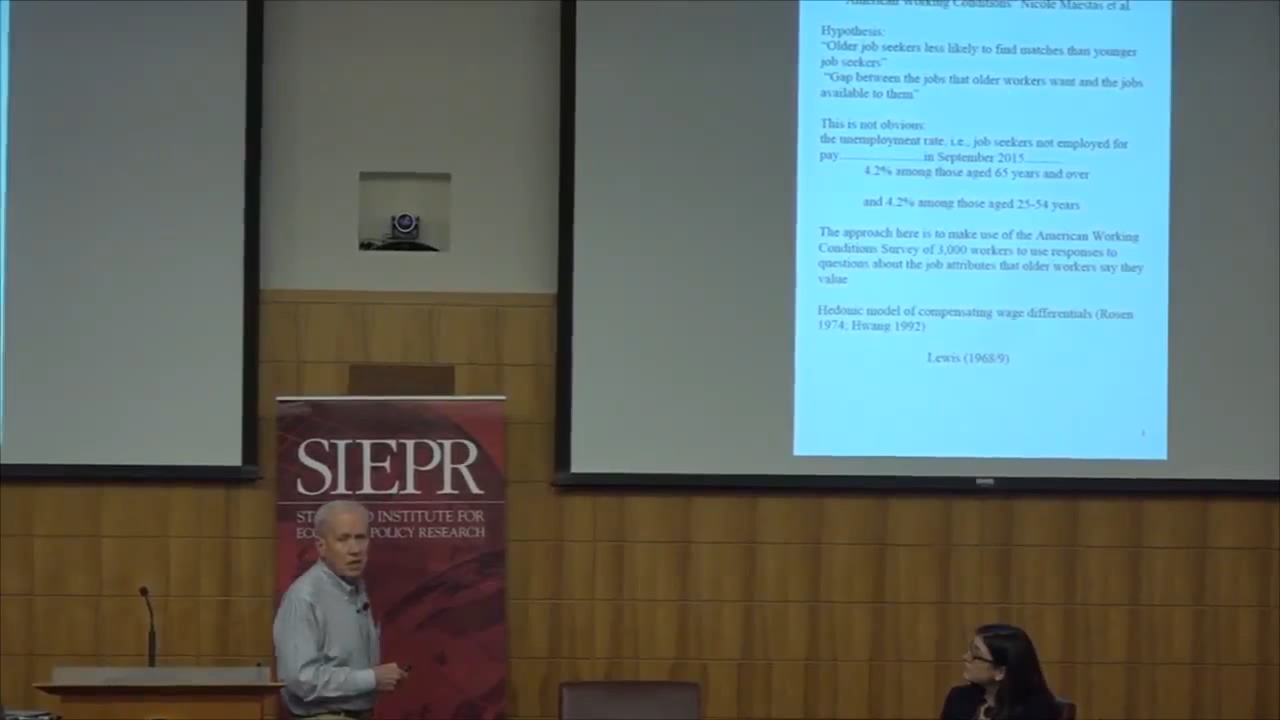 American Working Conditions" Nicole Maestas et al
Hypothesis:
"Older job seekers less likely to find matches than younger
job seekers"
"Gap between the jobs that older workers want and the jobs
available to them"
This is not obvious:
the unemployment rate, i.e., job seekers not employed for
pay in September 2015
4.2% among those aged 65 years and over
and 4.2% among those aged 25-54 years
The approach here is to make use of the American Working
Conditions Survey of 3,000 workers to use responses to
questions about the job attributes that older workers say they
value
Hedonic model of compensating wage differentials (Rosen
1974; Hwang 1992)
Lewis (1968/9)
SIEPR
ST D INSTITUTE FOR
EC POLICY RESEARCH